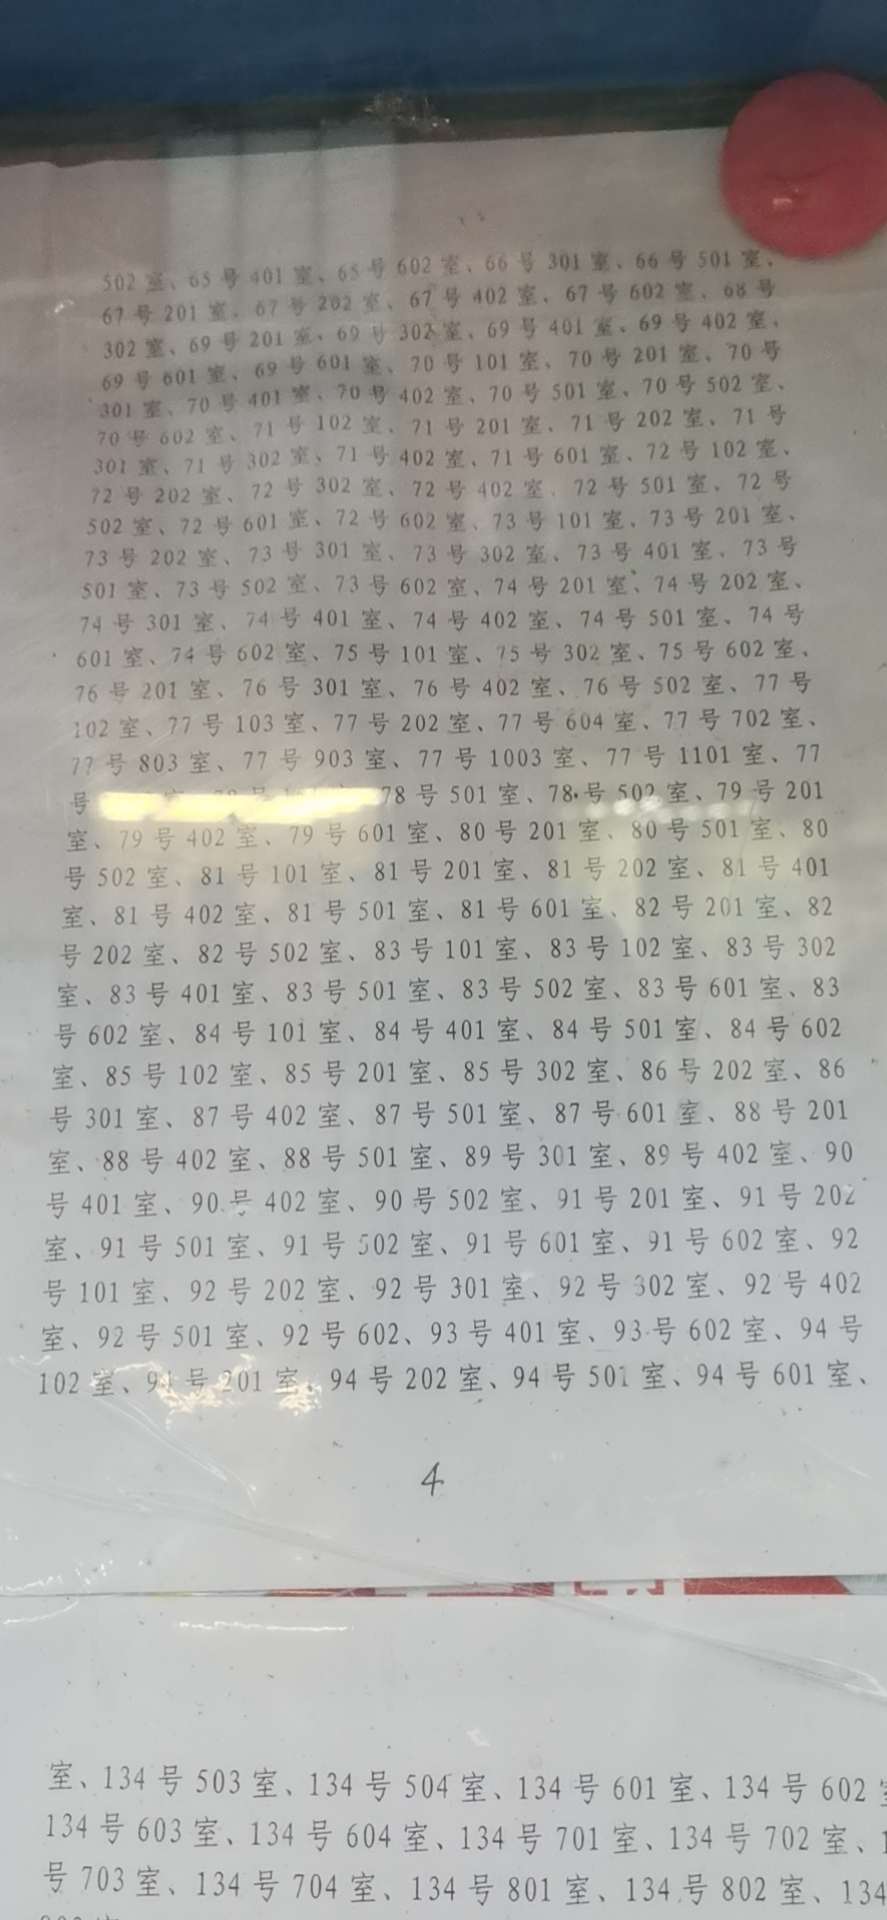 502 室、65 号 401 室、65 号 602 室、66 号 301 室、66 号 501 室、
67 号 201 室、67 号 202 室、67 号 402 室、67 号 602 室、68 号
302 室、69 号 201 室、69 号 302 室、69 号 401 室、69 号 402 室、
69 号 601 室、69 号 601 室、70 号 101 室、70 号 201 室、70 号
301 室、70 号 401 室、70 号 402 室、70 号 501 室、70 号 502 室、
70 号 602 室、71 号 102 室、71 号 201 室、71 号 202 室、71 号
301 室、71 号 302 室、71 号 402 室、71 号 601 室、72 号 102 室、
72 号 202 室、72 号 302 室、72 号 402 室、72 号 501 室、72 号
502 室、72 号 601 室、72 号 602 室、73 号 101 室、73 号 201 室、
73 号 202 室、73 号 301 室、73 号 302 室、73 号 401 室、73 号
501 室、73 号 502 室、73 号 602 室、74 号 201 室、74 号 202 室、
74 号 301 室、74 号 401 室、74 号 402 室、74 号 501 室、74 号
601 室、74 号 602 室、75 号 101 室、75 号 302 室、75 号 602 室、
76 号 201 室、76 号 301 室、76 号 402 室、76 号 502 室、77 号
102 室、77 号 103 室、77 号 202 室、77 号 604 室、77 号 702 室、
77 号 803 室、77 号 903 室、77 号 1003 室、77 号 1101 室、77
号 室、78 号 78 号 501 室、78 号 502 室、79 号 201
室、79 号 402 室、79 号 601 室、80 号 201 室、80 号 501 室、80
号 502 室、81 号 101 室、81 号 201 室、81 号 202 室、81 号 401
室、81 号 402 室、81 号 501 室、81 号 601 室、82 号 201 室、82
号 202 室、82 号 502 室、83 号 101 室、83 号 102 室、83 号 302
室、83 号 401 室、83 号 501 室、83 号 502 室、83 号 601 室、83
号 602 室、84 号 101 室、84 号 401 室、84 号 501 室、84 号 602
室、85 号 102 室、85 号 201 室、85 号 302 室、86 号 202 室、86
号 301 室、87 号 402 室、87 号 501 室、87 号 601 室、88 号 201
室、88 号 402 室、88 号 501 室、89 号 301 室、89 号 402 室、90
号 401 室、90 号 402 室、90 号 502 室、91 号 201 室、91 号 202
室、91 号 501 室、91 号 502 室、91 号 601 室、91 号 602 室、92
号 101 室、92 号 202 室、92 号 301 室、92 号 302 室、92 号 402
室、92 号 501 室、92 号 602、93 号 401 室、93 号 602 室、94 号
102 室、94 号 201 室、94 号 202 室、94 号 501 室、94 号 601 室、
4
室、134 号 503 室、134 号 504 室、134 号 601 室、134 号 602
134 号 603 室、134 号 604 室、134 号 701 室、134 号 702 室、
号 703 室、134 号 704 室、134 号 801 室、134 号 802 室、134